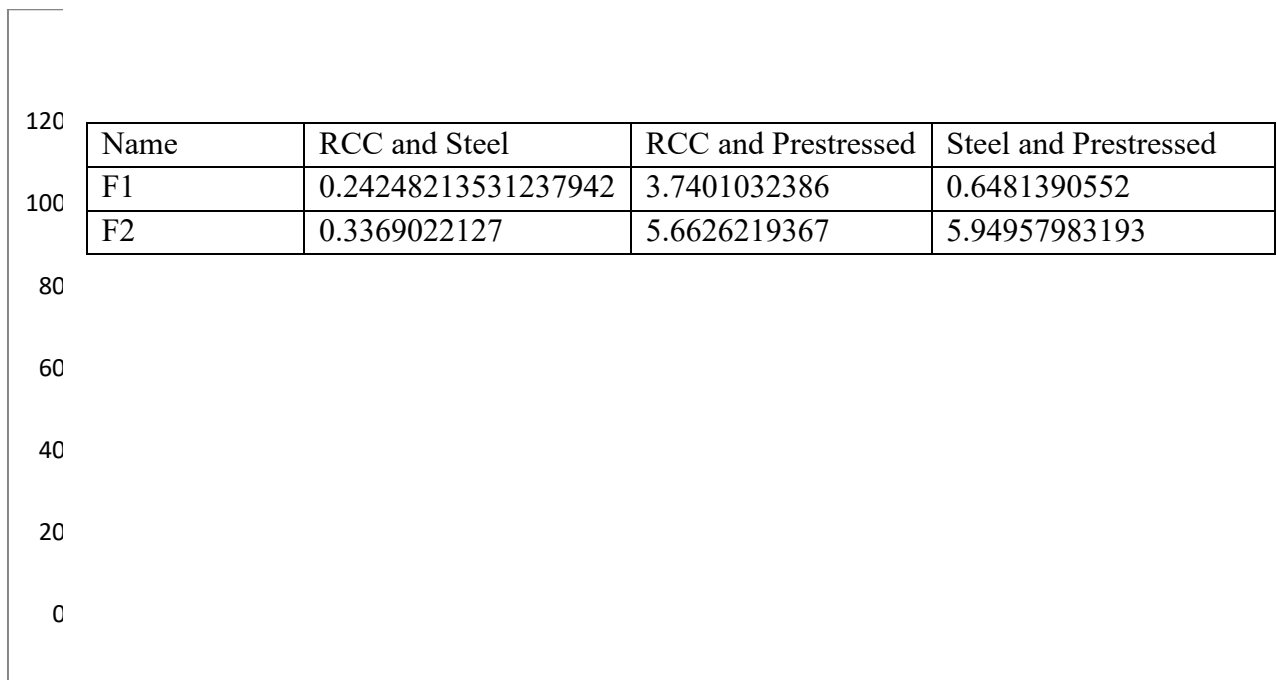 120
Name RCC and Steel RCC and Prestressed Steel and Prestressed
F1 0.24248213531237942 3.7401032386 0.6481390552
100
F2 0.3369022127 5.6626219367 5.94957983193
80
60
40
20
0